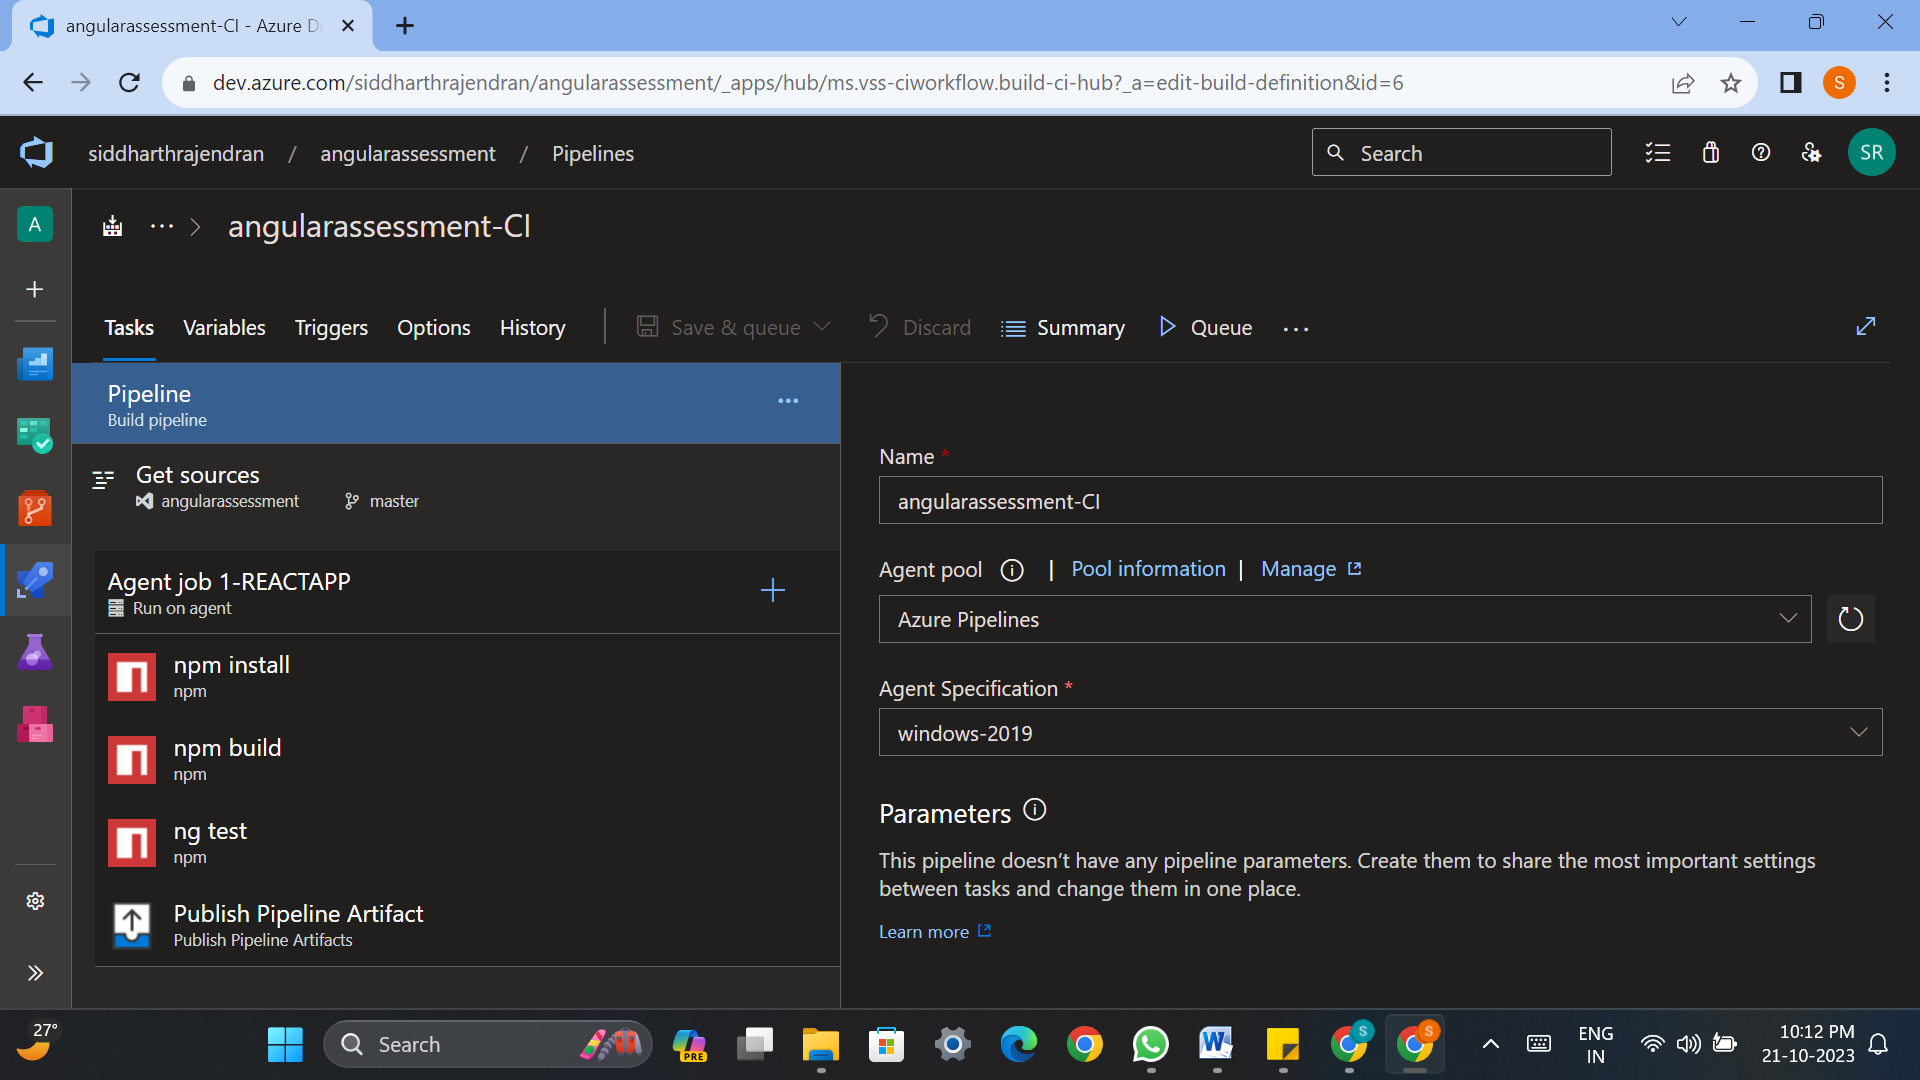 angularassessment-CI - Azure D
dev.azure.com/siddharthrajendran/angularassessment/_apps/hub/ms.vss-ciworkflow.build-ci-hub?_a=edit-build-definition&id=6
S
siddharthrajendran / angularassessment / Pipelines
Search
SR
A
angularassessment-CI
Tasks Variables Triggers Options History Save & queue Discard Summary Queue
Pipeline
Build pipeline
Get sources
angularassessment master
Agent job 1-REACTAPP
Run on agent
npm install
npm
npm build
npm
ng test
npm
Publish Pipeline Artifact
Publish Pipeline Artifacts
Name *
angularassessment-CI
Agent pool | Pool information | Manage
Azure Pipelines
Agent Specification *
windows-2019
Parameters
This pipeline doesn't have any pipeline parameters. Create them to share the most important settings
between tasks and change them in one place.
Learn more
27°
Search
PRE
S
S
ENG
IN
10:12 PM
21-10-2023